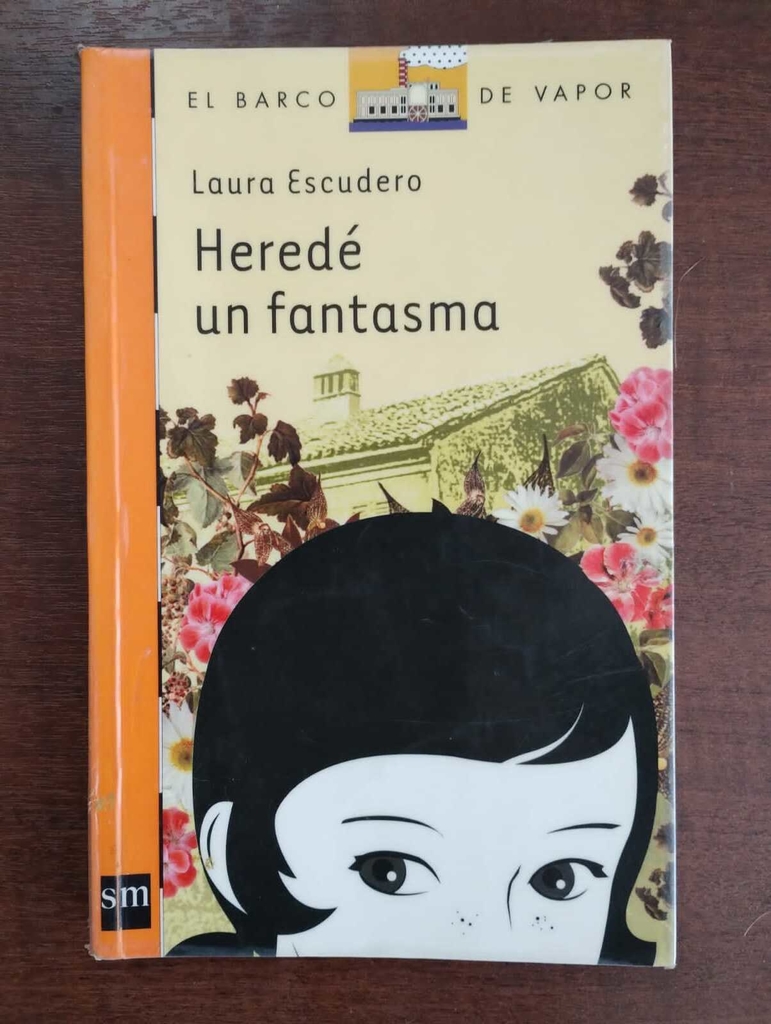 EL BARCO DE VAPOR
Laura Escudero
Heredé
un fantasma
sm